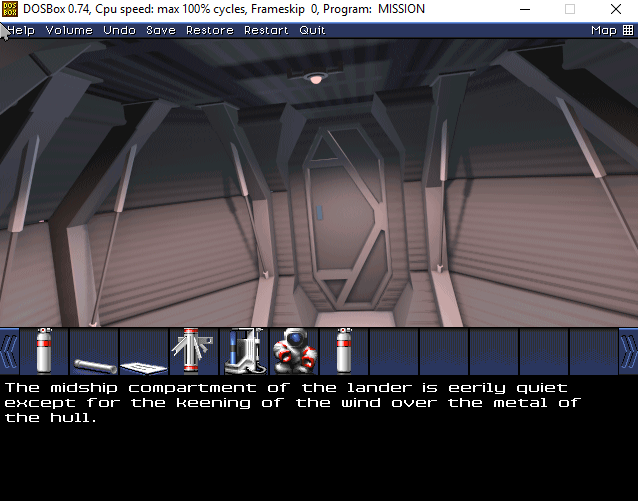 DOS
BOX
DOSBox 0.74, Cpu speed: max 100% cycles, Frameskip 0, Program: MISSION
Help Volume Undo Save Restore Restart Quit Map
The midship compartment of the lander is eerily quiet
except for the keening of the wind over the metal of
the hull.